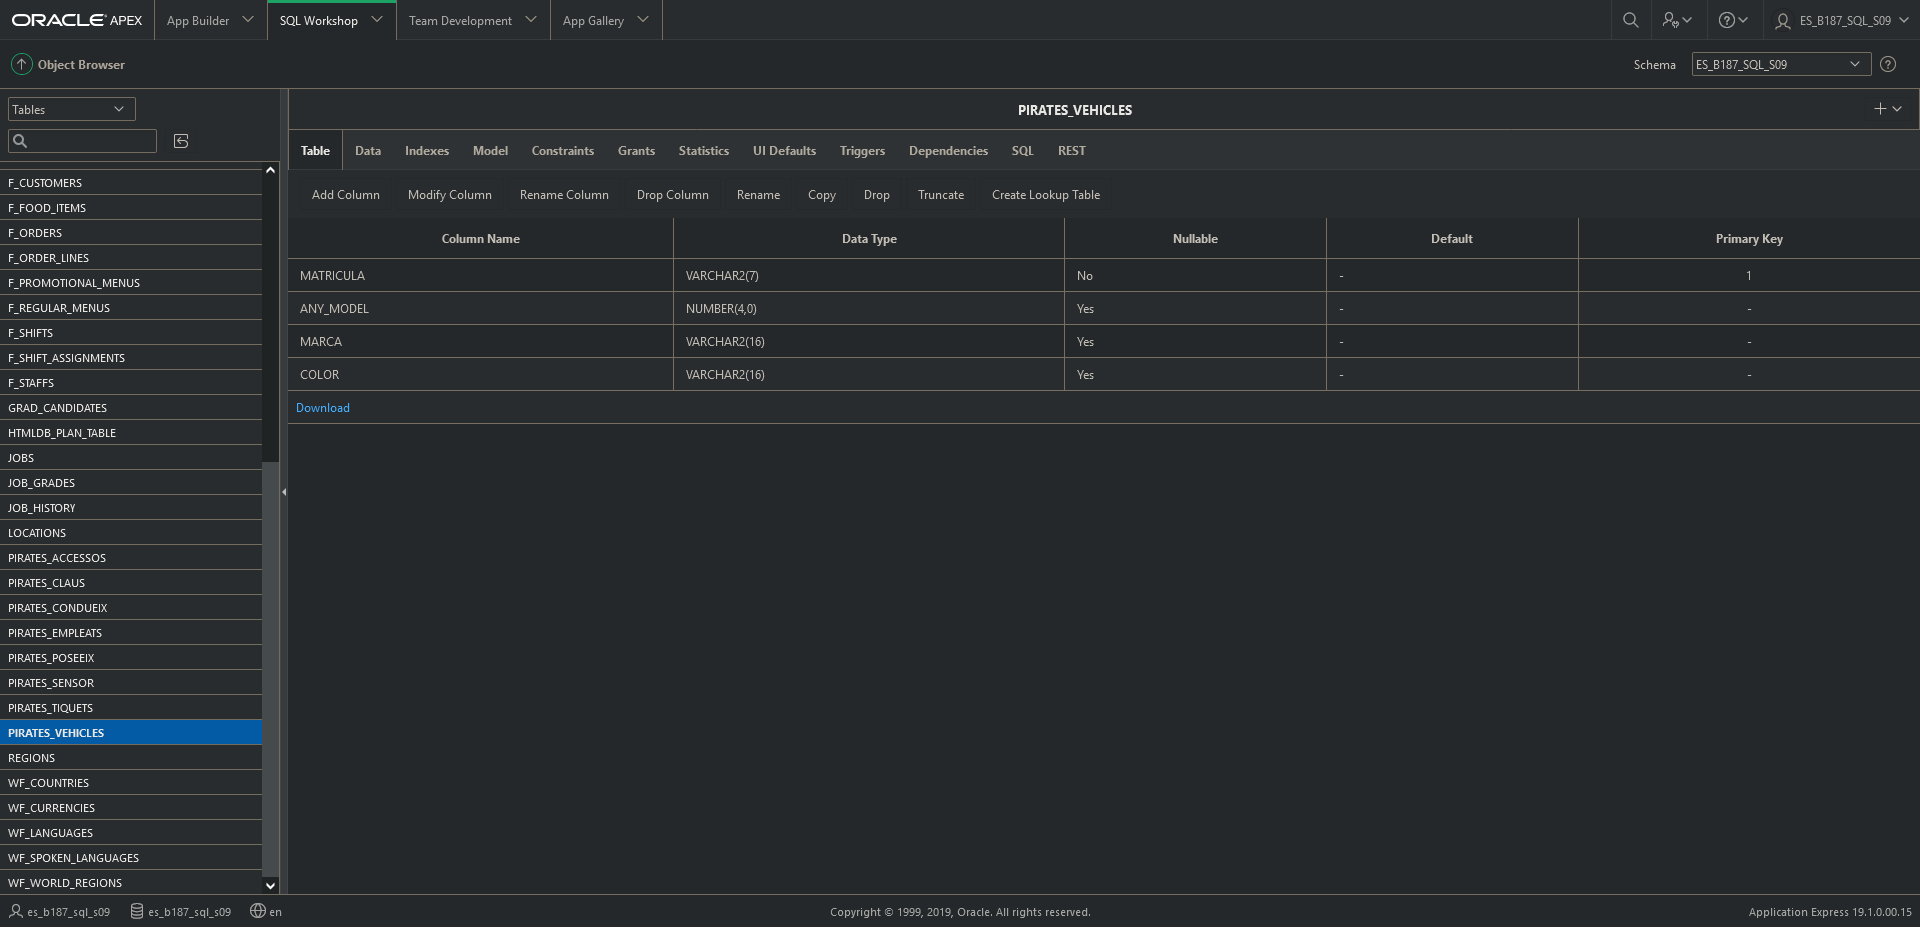 ORACLE APEX App Builder SQL Workshop Team Development App Gallery ES_B187_SQL_S09
Object Browser Schema ES_B187_SQL_S09
Tables
F_CUSTOMERS
F_FOOD_ITEMS
F_ORDERS
F_ORDER_LINES
F_PROMOTIONAL_MENUS
F_REGULAR_MENUS
F_SHIFTS
F_SHIFT_ASSIGNMENTS
F_STAFFS
GRAD_CANDIDATES
HTMLDB_PLAN_TABLE
JOBS
JOB_GRADES
JOB_HISTORY
LOCATIONS
PIRATES_ACCESSOS
PIRATES_CLAUS
PIRATES_CONDUEIX
PIRATES_EMPLEATS
PIRATES_POSEEIX
PIRATES_SENSOR
PIRATES_TIQUETS
PIRATES_VEHICLES
REGIONS
WF_COUNTRIES
WF_CURRENCIES
WF_LANGUAGES
WF_SPOKEN_LANGUAGES
WF_WORLD_REGIONS
PIRATES_VEHICLES
Table Data Indexes Model Constraints Grants Statistics UI Defaults Triggers Dependencies SQL REST
Add Column Modify Column Rename Column Drop Column Rename Copy Drop Truncate Create Lookup Table
Column Name Data Type Nullable Default Primary Key
MATRICULA VARCHAR2(7) No - 1
ANY_MODEL NUMBER(4,0) Yes - -
MARCA VARCHAR2(16) Yes - -
COLOR VARCHAR2(16) Yes - -
Download
es_b187_sql_s09 es_b187_sql_s09 en Copyright © 1999, 2019, Oracle. All rights reserved. Application Express 19.1.0.00.15